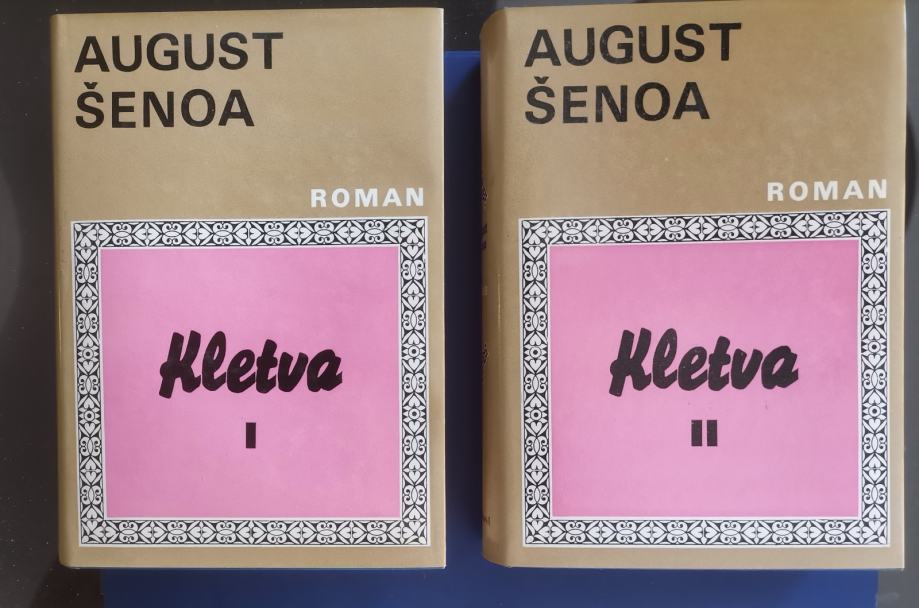 AUGUST
ŠENOA
ROMAN
Kletva
I
AUGUST
ŠENOA
ROMAN
Kletva
II